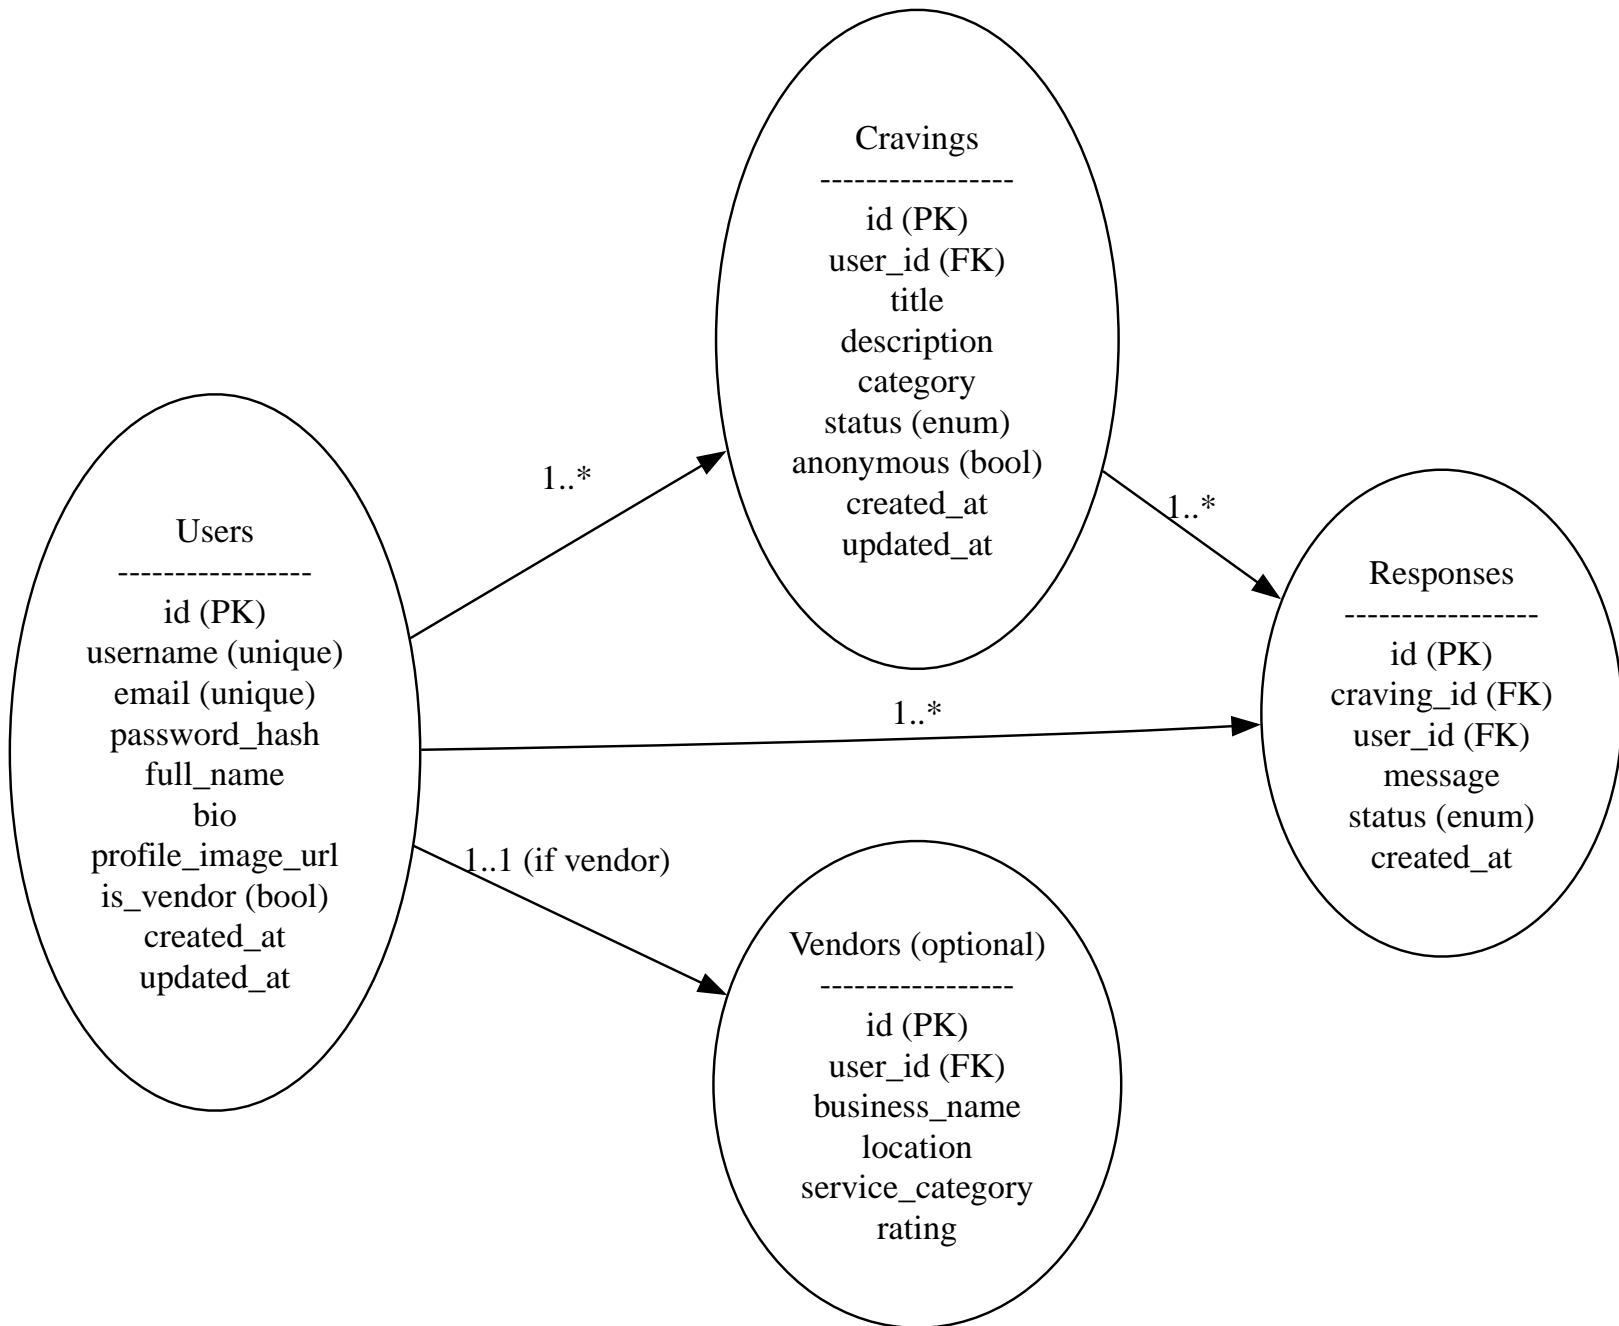 Cravings
-----------------
id (PK)
user_id (FK)
title
description
category
status (enum)
anonymous (bool)
created_at
updated_at
1..*
1..*
Users
-----------------
id (PK)
username (unique)
email (unique)
password_hash
full_name
bio
profile_image_url
is_vendor (bool)
created_at
updated_at
1..*
1..1 (if vendor)
Responses
-----------------
id (PK)
craving_id (FK)
user_id (FK)
message
status (enum)
created_at
Vendors (optional)
-----------------
id (PK)
user_id (FK)
business_name
location
service_category
rating